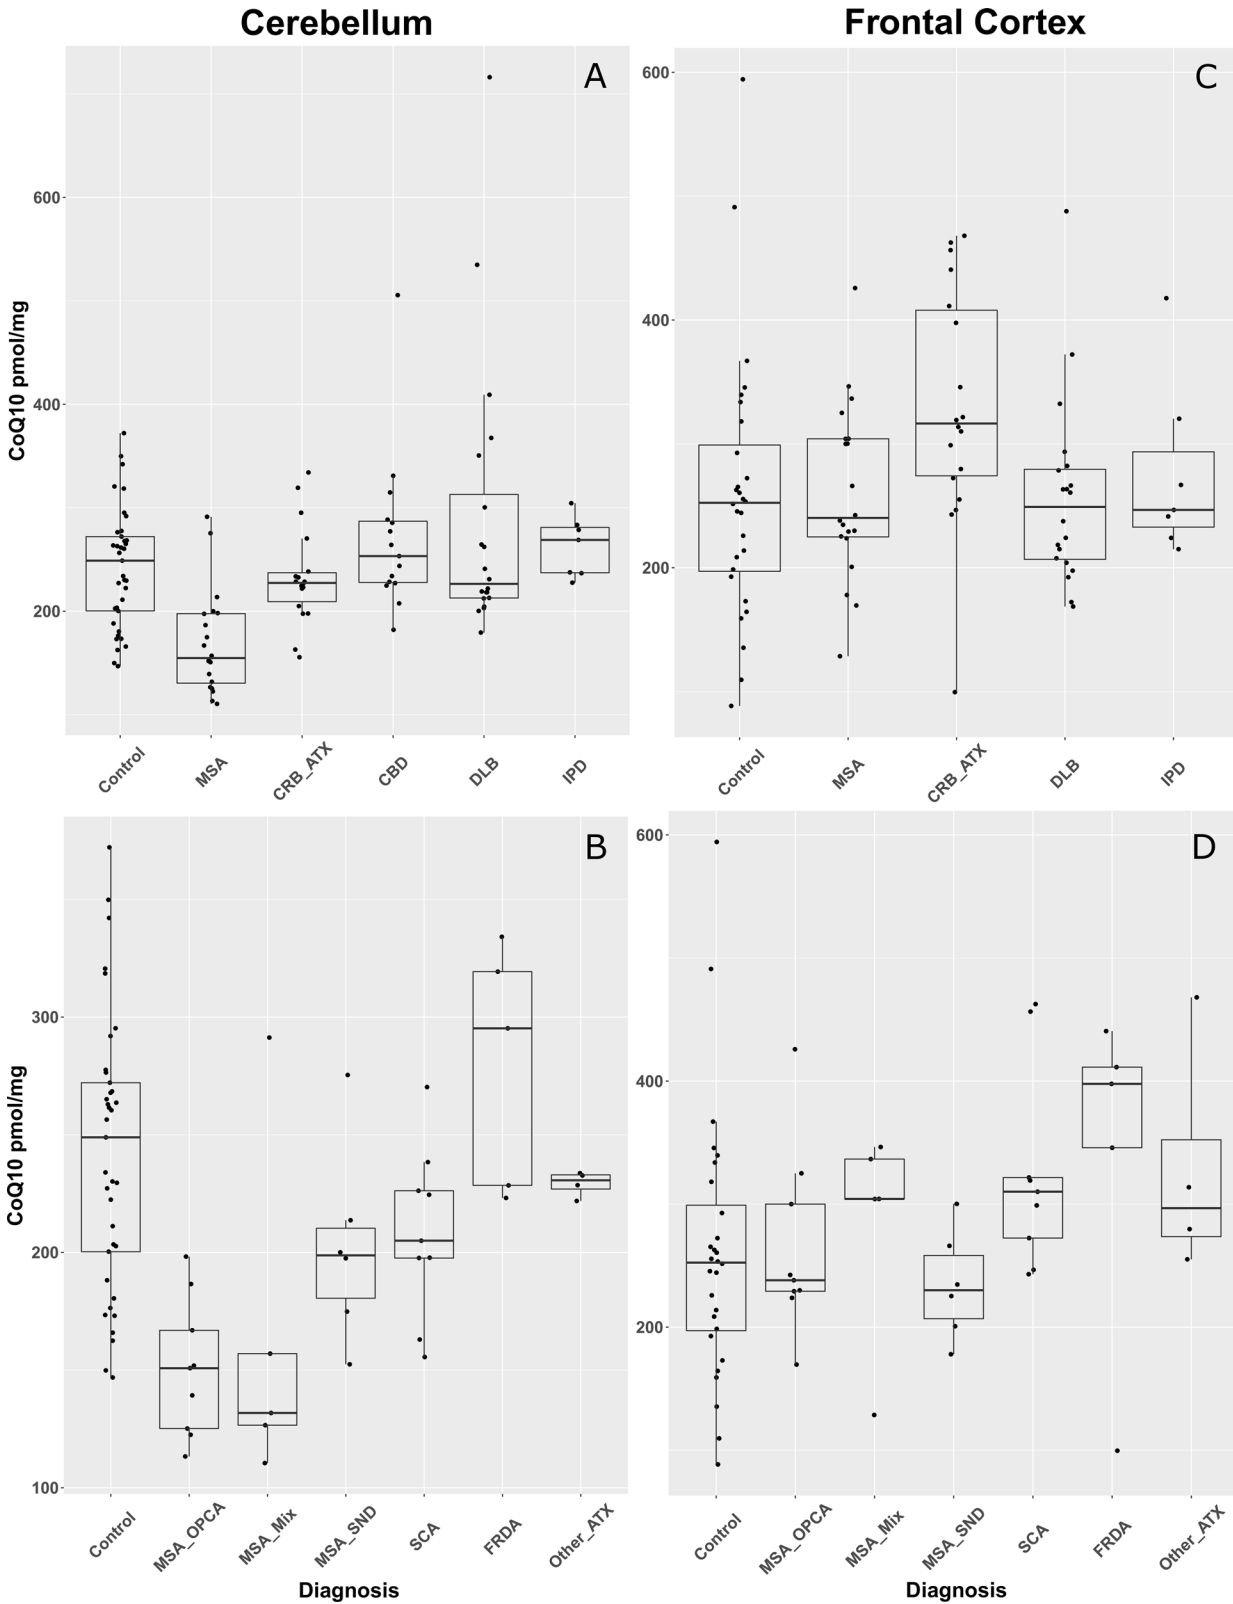 Cerebellum
A
CoQ10 pmol/mg
600
400
200
Control
MSA
CRB_ATX
CBD
DLB
IPD
Frontal Cortex
C
600
400
200
Control
MSA
CRB_ATX
DLB
IPD
B
CoQ10 pmol/mg
300
200
100
Control
MSA_OPCA
MSA_Mix
MSA_SND
SCA
FRDA
Other_ATX
Diagnosis
D
600
400
200
Control
MSA_OPCA
MSA_Mix
MSA_SND
SCA
FRDA
Other_ATX
Diagnosis